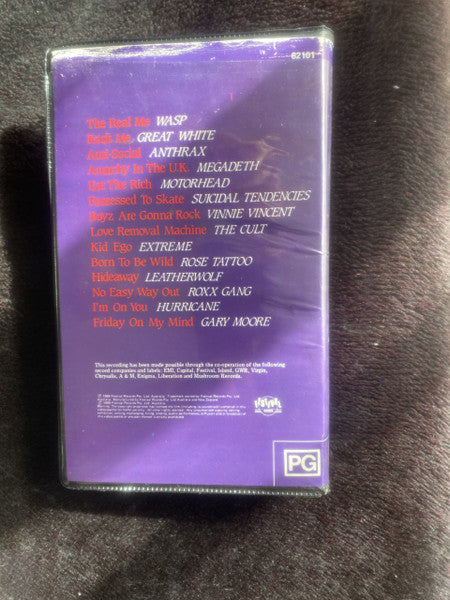 82101
The Real Me WASP
Rock Me GREAT WHITE
Anti-Social ANTHRAX
Anarchy In The U.K. MEGADETH
Eat The Rich MOTORHEAD
Possessed To Skate SUICIDAL TENDENCIES
Boyz Are Gonna Rock VINNIE VINCENT
Love Removal Machine THE CULT
Kid Ego EXTREME
Born To Be Wild ROSE TATTOO
Hideaway LEATHERWOLF
No Easy Way Out ROXX GANG
I'm On You HURRICANE
Friday On My Mind GARY MOORE
This recording has been made possible through the co-operation of the following
record companies and labels: EMI, Capitol, Festival, Island, GWR, Virgin,
Chrysalis, A & M, Enigma, Liberation and Mushroom Records.
PG